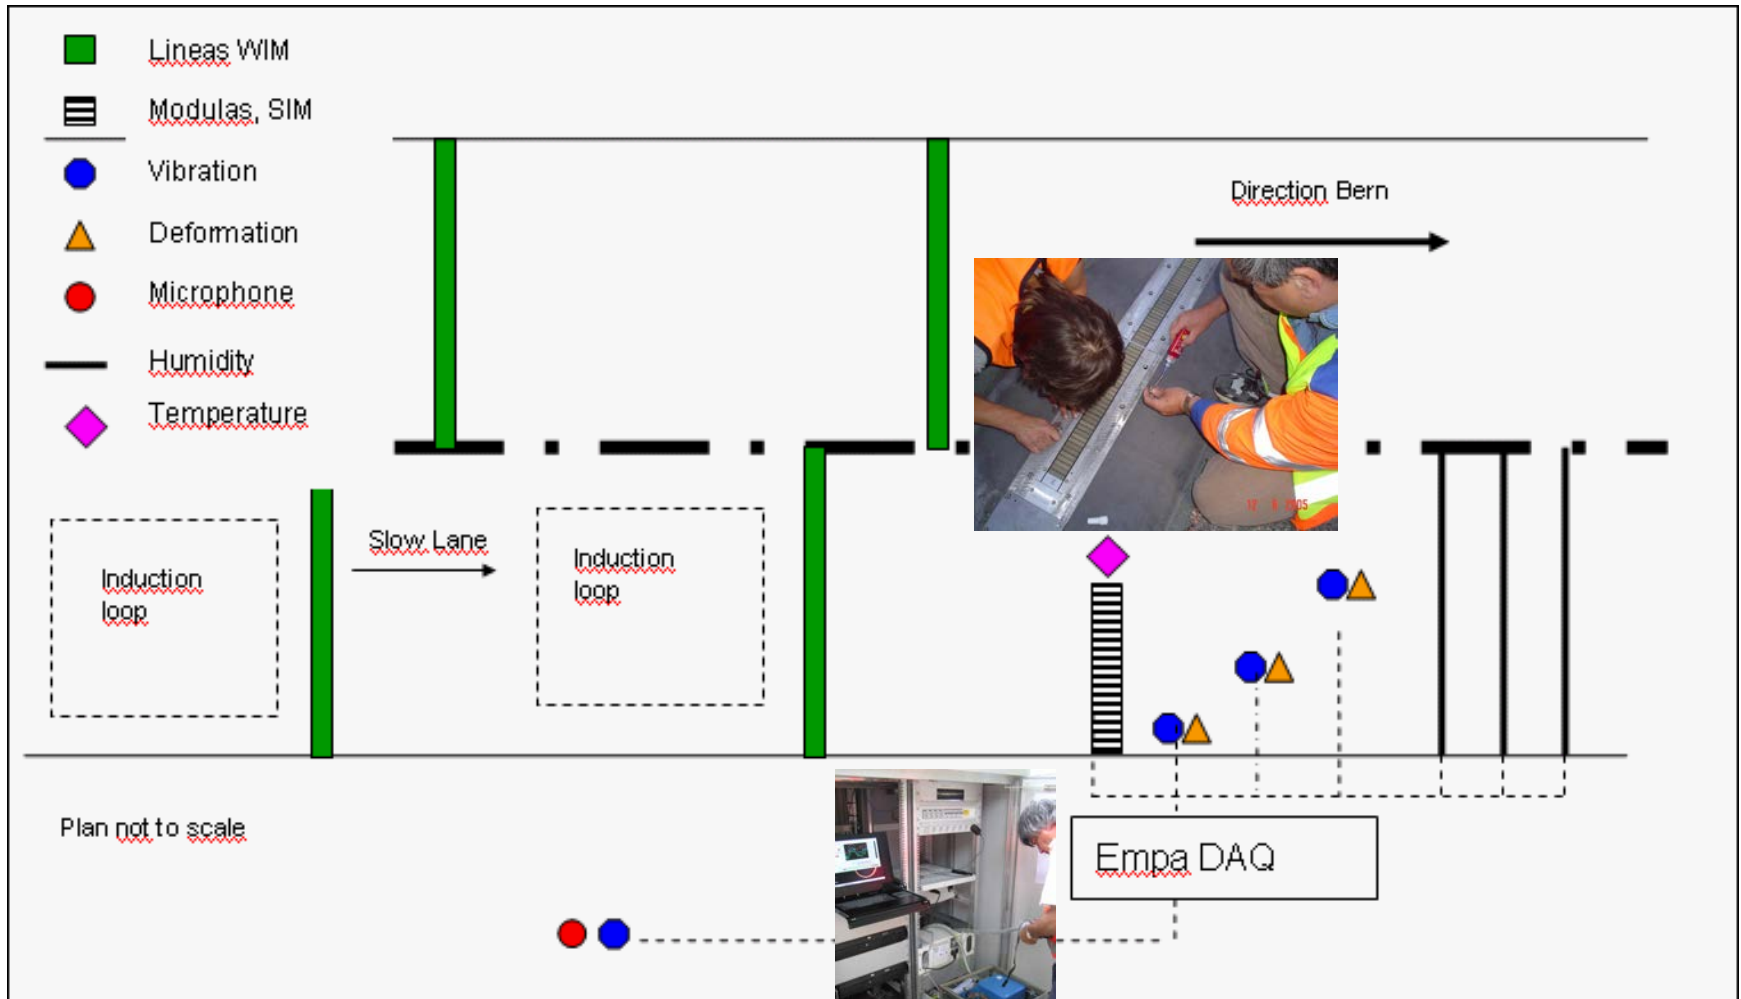 Lineas WIM
Modulas, SIM
Vibration
Deformation
Microphone
Humidity
Temperature
Direction Bern
Slow Lane
Induction
loop
Induction
loop
Plan not to scale
Empa DAQ